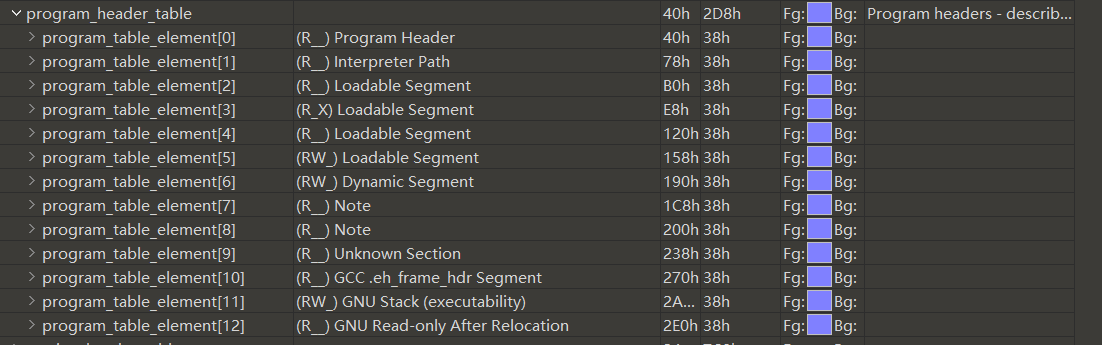 program_header_table 40h 2D8h Fg: Bg: Program headers - describ...
program_table_element[0] (R__) Program Header 40h 38h Fg: Bg:
program_table_element[1] (R__) Interpreter Path 78h 38h Fg: Bg:
program_table_element[2] (R__) Loadable Segment B0h 38h Fg: Bg:
program_table_element[3] (R_X) Loadable Segment E8h 38h Fg: Bg:
program_table_element[4] (R__) Loadable Segment 120h 38h Fg: Bg:
program_table_element[5] (RW_) Loadable Segment 158h 38h Fg: Bg:
program_table_element[6] (RW_) Dynamic Segment 190h 38h Fg: Bg:
program_table_element[7] (R__) Note 1C8h 38h Fg: Bg:
program_table_element[8] (R__) Note 200h 38h Fg: Bg:
program_table_element[9] (R__) Unknown Section 238h 38h Fg: Bg:
program_table_element[10] (R__) GCC .eh_frame_hdr Segment 270h 38h Fg: Bg:
program_table_element[11] (RW_) GNU Stack (executability) 2A... 38h Fg: Bg:
program_table_element[12] (R__) GNU Read-only After Relocation 2E0h 38h Fg: Bg: